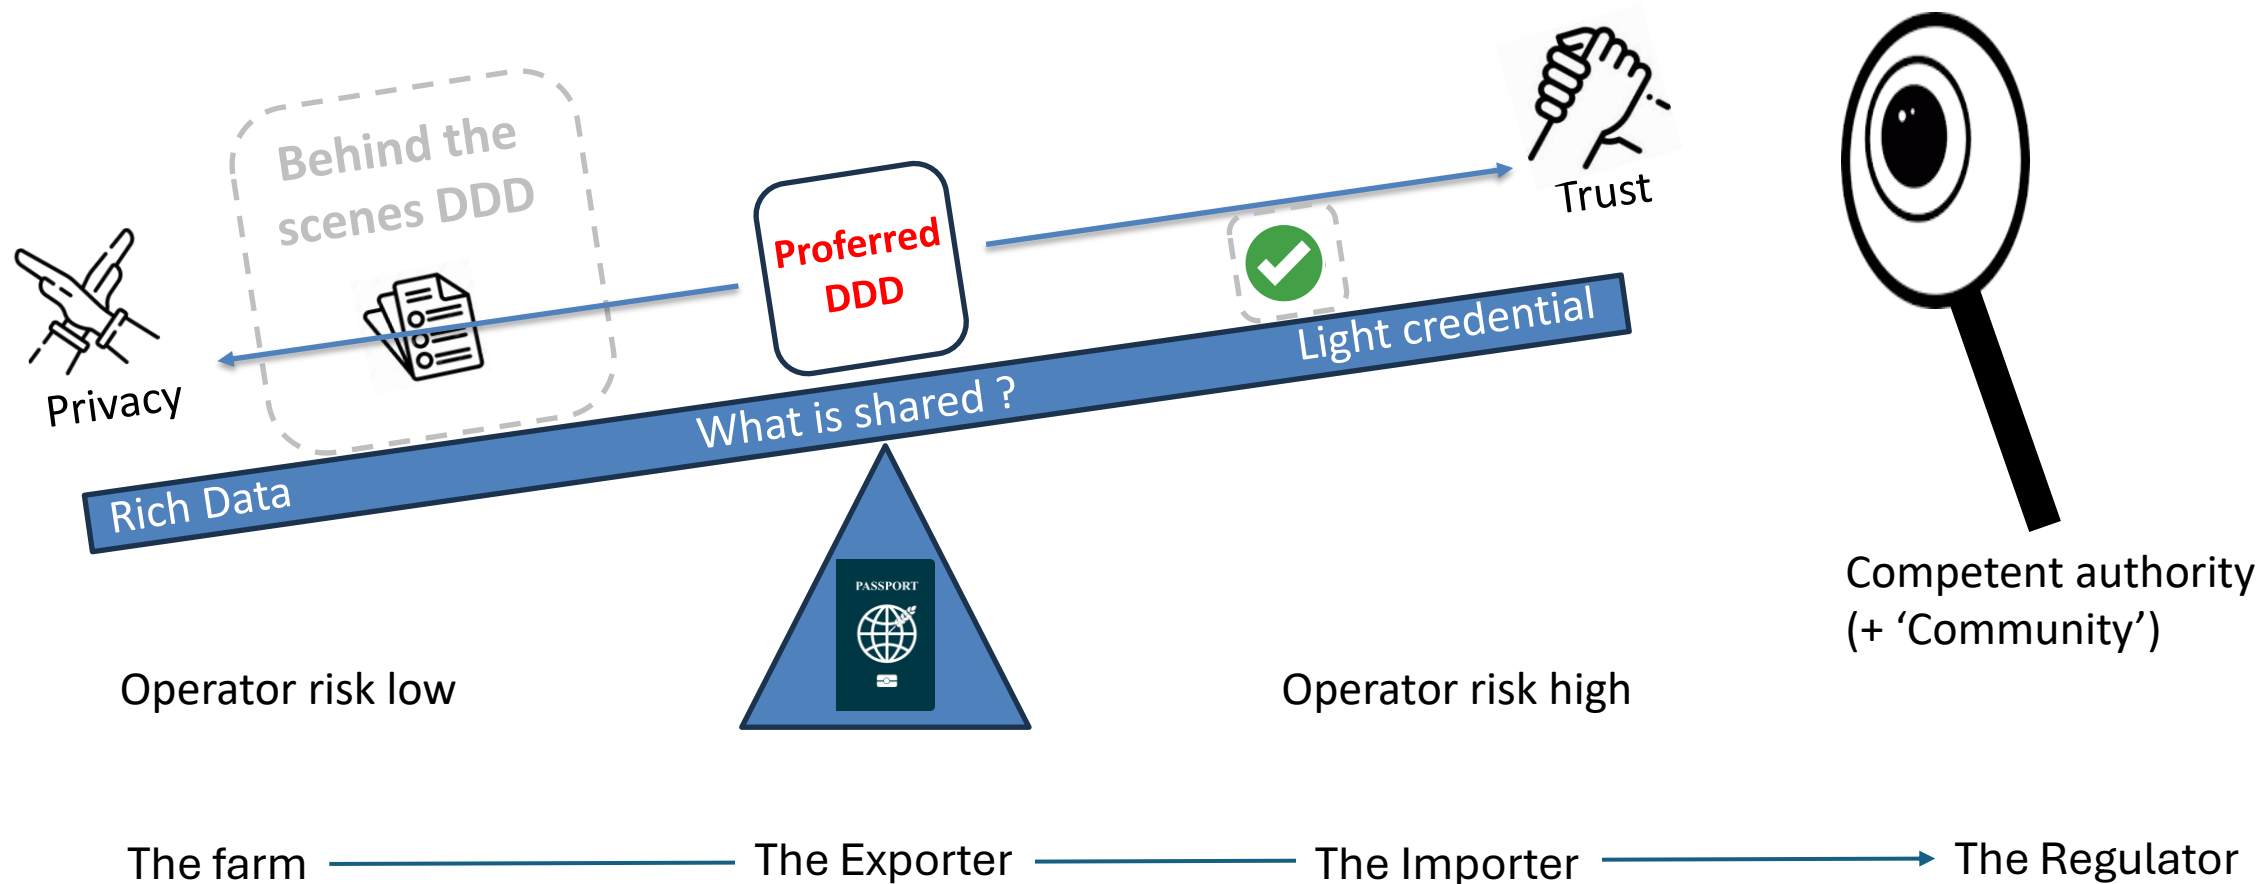 Behind the
scenes DDD
Proferred
DDD
Trust
Privacy
Light credential
What is shared ?
Rich Data
PASSPORT
Competent authority
(+ ‘Community’)
Operator risk low
Operator risk high
The farm
The Exporter
The Importer
The Regulator